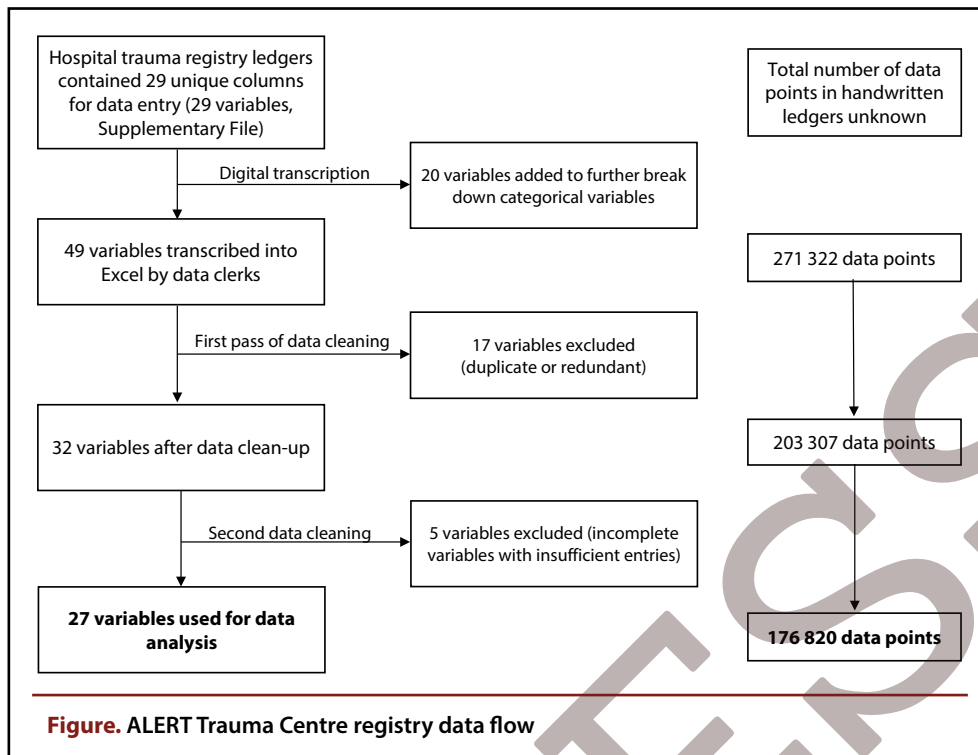 Hospital trauma registry ledgers
contained 29 unique columns
for data entry (29 variables,
Supplementary File)
Total number of data
points in handwritten
ledgers unknown
Digital transcription
20 variables added to further break
down categorical variables
49 variables transcribed into
Excel by data clerks
271 322 data points
First pass of data cleaning
17 variables excluded
(duplicate or redundant)
32 variables after data clean-up
203 307 data points
Second data cleaning
5 variables excluded (incomplete
variables with insufficient entries)
27 variables used for data
analysis
176 820 data points
Figure. ALERT Trauma Centre registry data flow